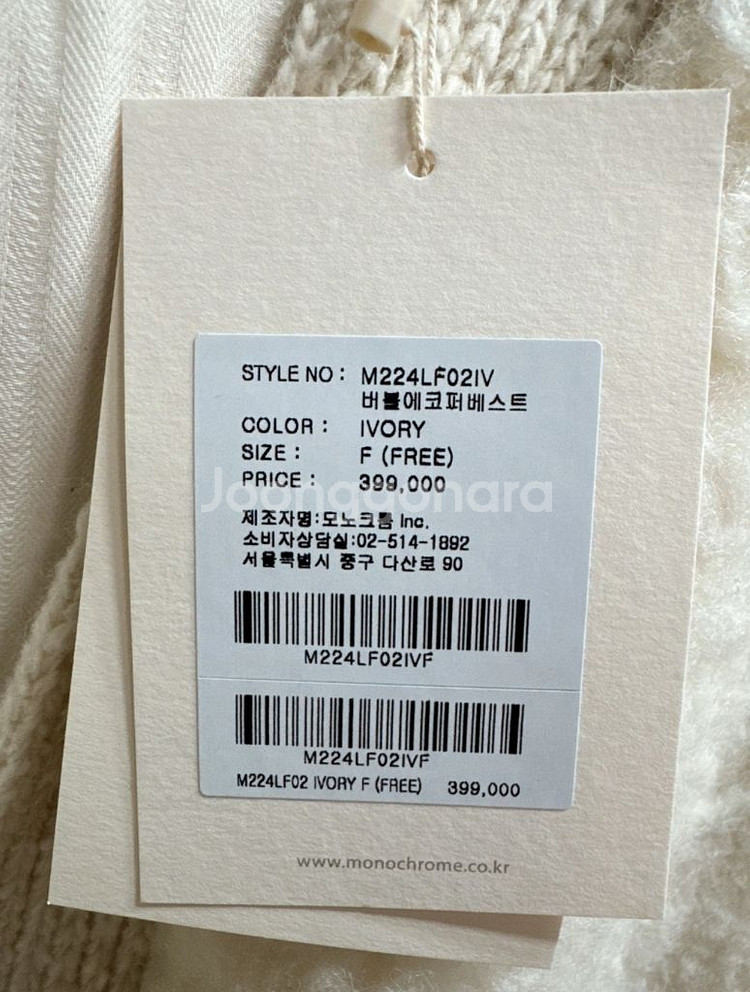 STYLE NO : M224LF02IV
버블에코퍼베스트
COLOR : IVORY
SIZE : F (FREE)
PRICE : 399,000
Joonggonara
제조자명:모노크롬 Inc.
소비자상담실:02-514-1892
서울특별시 중구 다산로 90
M224LF02IVF
M224LF02IVF
M224LF02 IVORY F (FREE) 399,000
www.monochrome.co.kr